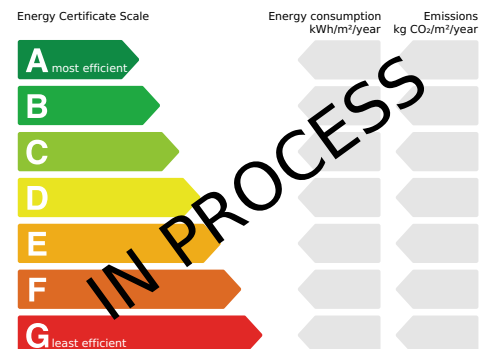 Energy Certificate Scale
Energy consumption
kWh/m²/year
Emissions
kg CO₂/m²/year
A most efficient
B
C
D
E
F
G least efficient
IN PROCESS